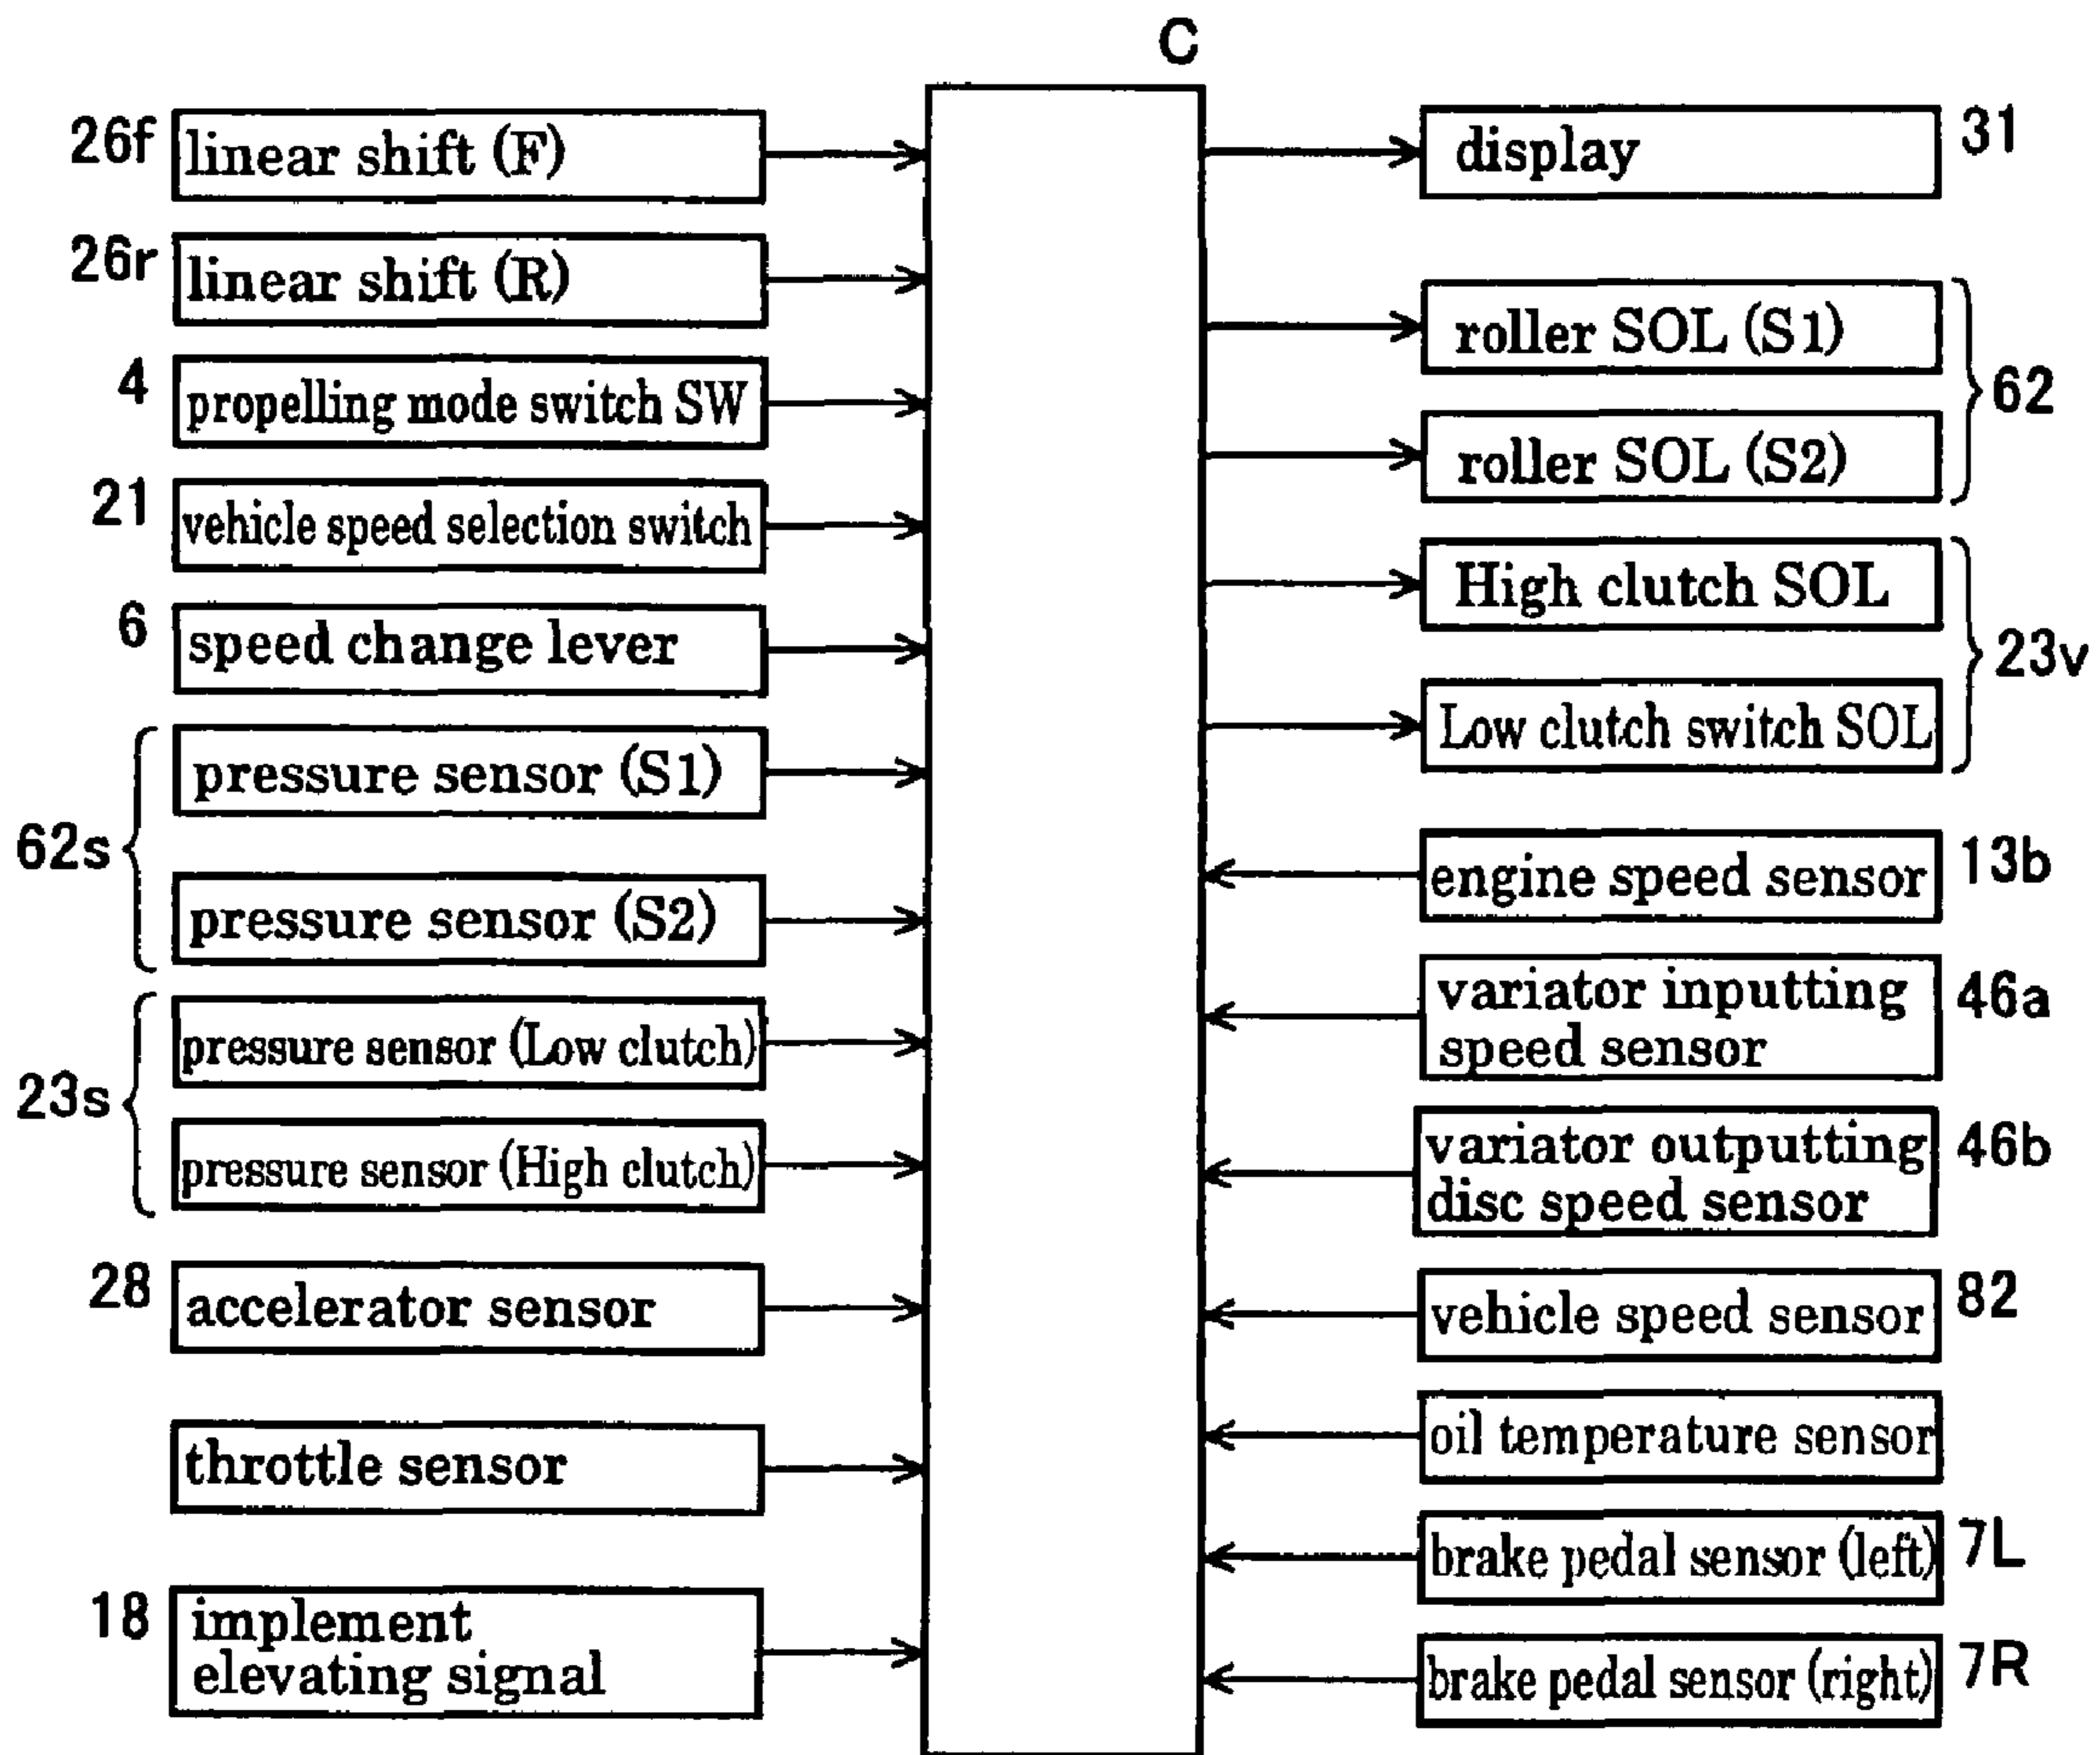 C
26f linear shift (F)
26r linear shift (R)
4 propelling mode switch SW
21 vehicle speed selection switch
6 speed change lever
62s
pressure sensor (S1)
pressure sensor (S2)
23s
pressure sensor (Low clutch)
pressure sensor (High clutch)
28 accelerator sensor
throttle sensor
18 implement
elevating signal
display 31
roller SOL (S1)
roller SOL (S2)
62
High clutch SOL
Low clutch switch SOL
23v
engine speed sensor 13b
variator inputting 46a
speed sensor
variator outputting 46b
disc speed sensor
vehicle speed sensor 82
oil temperature sensor
brake pedal sensor (left) 7L
brake pedal sensor (right) 7R